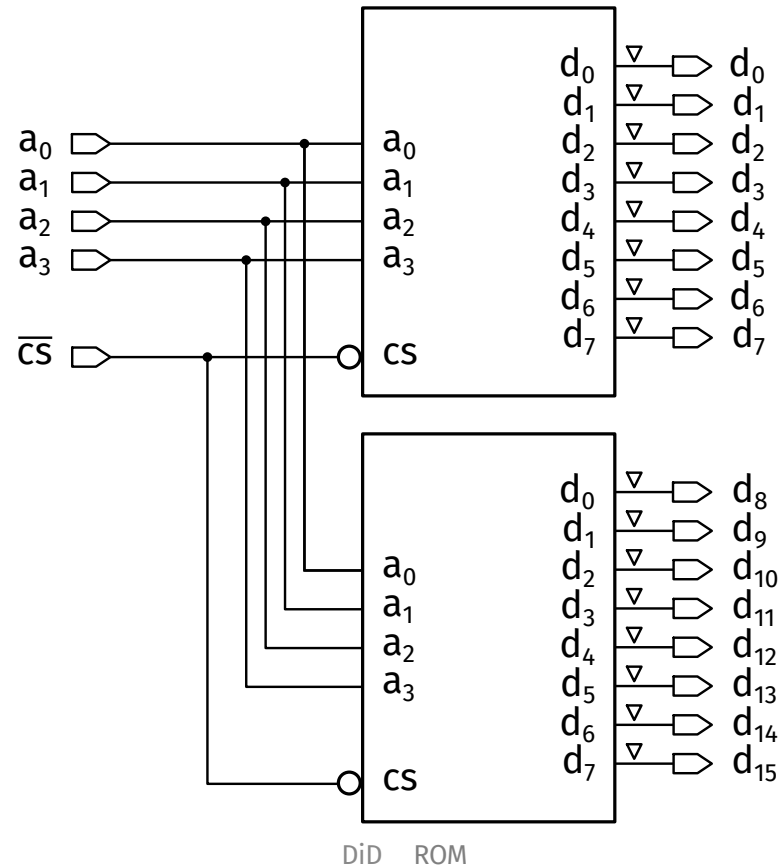 d₀ d₀
d₁ d₁
a₀ a₀ d₂ d₂
a₁ a₁ d₃ d₃
a₂ a₂ d₄ d₄
a₃ a₃ d₅ d₅
d₆ d₆
d₇ d₇
c̅s̅ cs
d₀ d₈
d₁ d₉
a₀ d₂ d₁₀
a₁ d₃ d₁₁
a₂ d₄ d₁₂
a₃ d₅ d₁₃
d₆ d₁₄
d₇ d₁₅
cs
DiD ROM